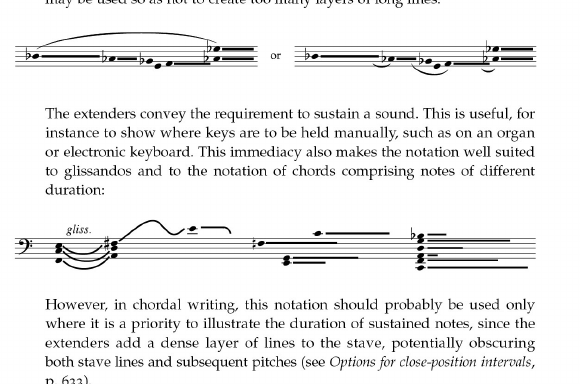 may be used so as not to create too many layers of long lines.
or
The extenders convey the requirement to sustain a sound. This is useful, for
instance to show where keys are to be held manually, such as on an organ
or electronic keyboard. This immediacy also makes the notation well suited
to glissandos and to the notation of chords comprising notes of different
duration:
gliss.
However, in chordal writing, this notation should probably be used only
where it is a priority to illustrate the duration of sustained notes, since the
extenders add a dense layer of lines to the stave, potentially obscuring
both stave lines and subsequent pitches (see Options for close-position intervals,
p. 633).